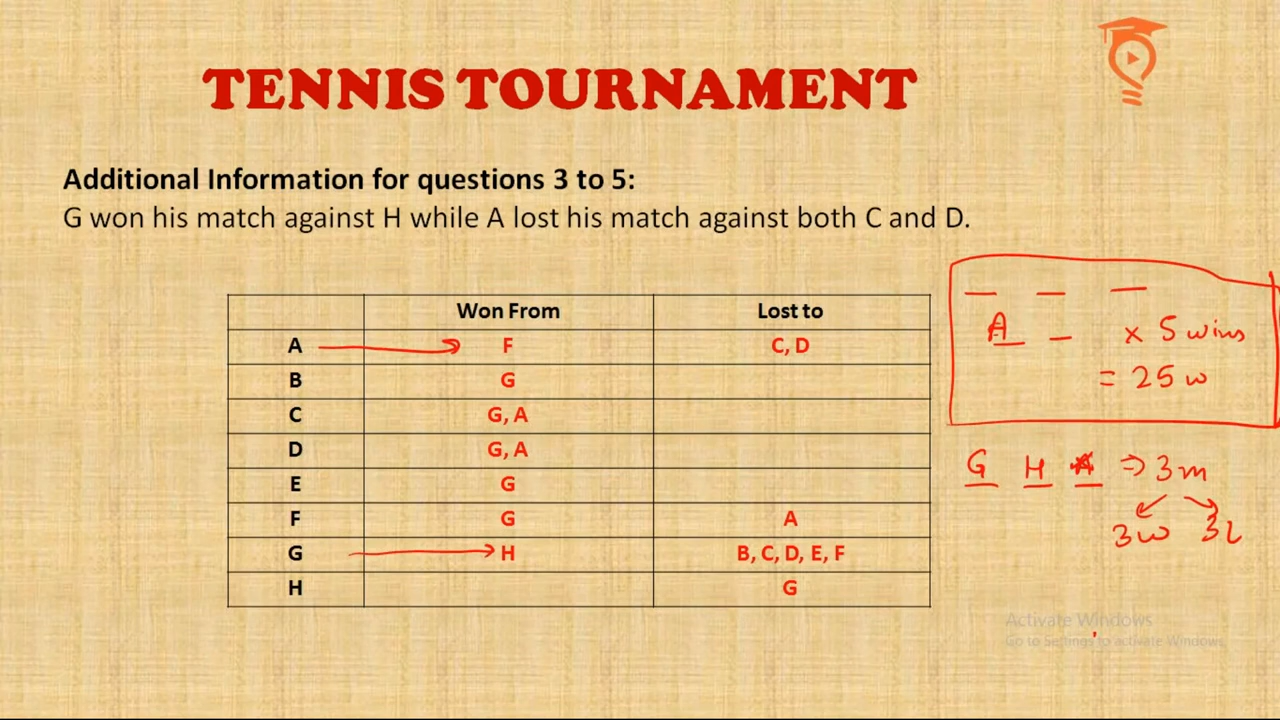 TENNIS TOURNAMENT
Additional Information for questions 3 to 5:
G won his match against H while A lost his match against both C and D.
Won From Lost to
A F C, D
B G
C G, A
D G, A
E G
F G A
G H B, C, D, E, F
H G
A x 5 wins
= 25 w
G H A ⇒ 3m
3w 3L
Activate Windows
Go to Settings to activate Windows.